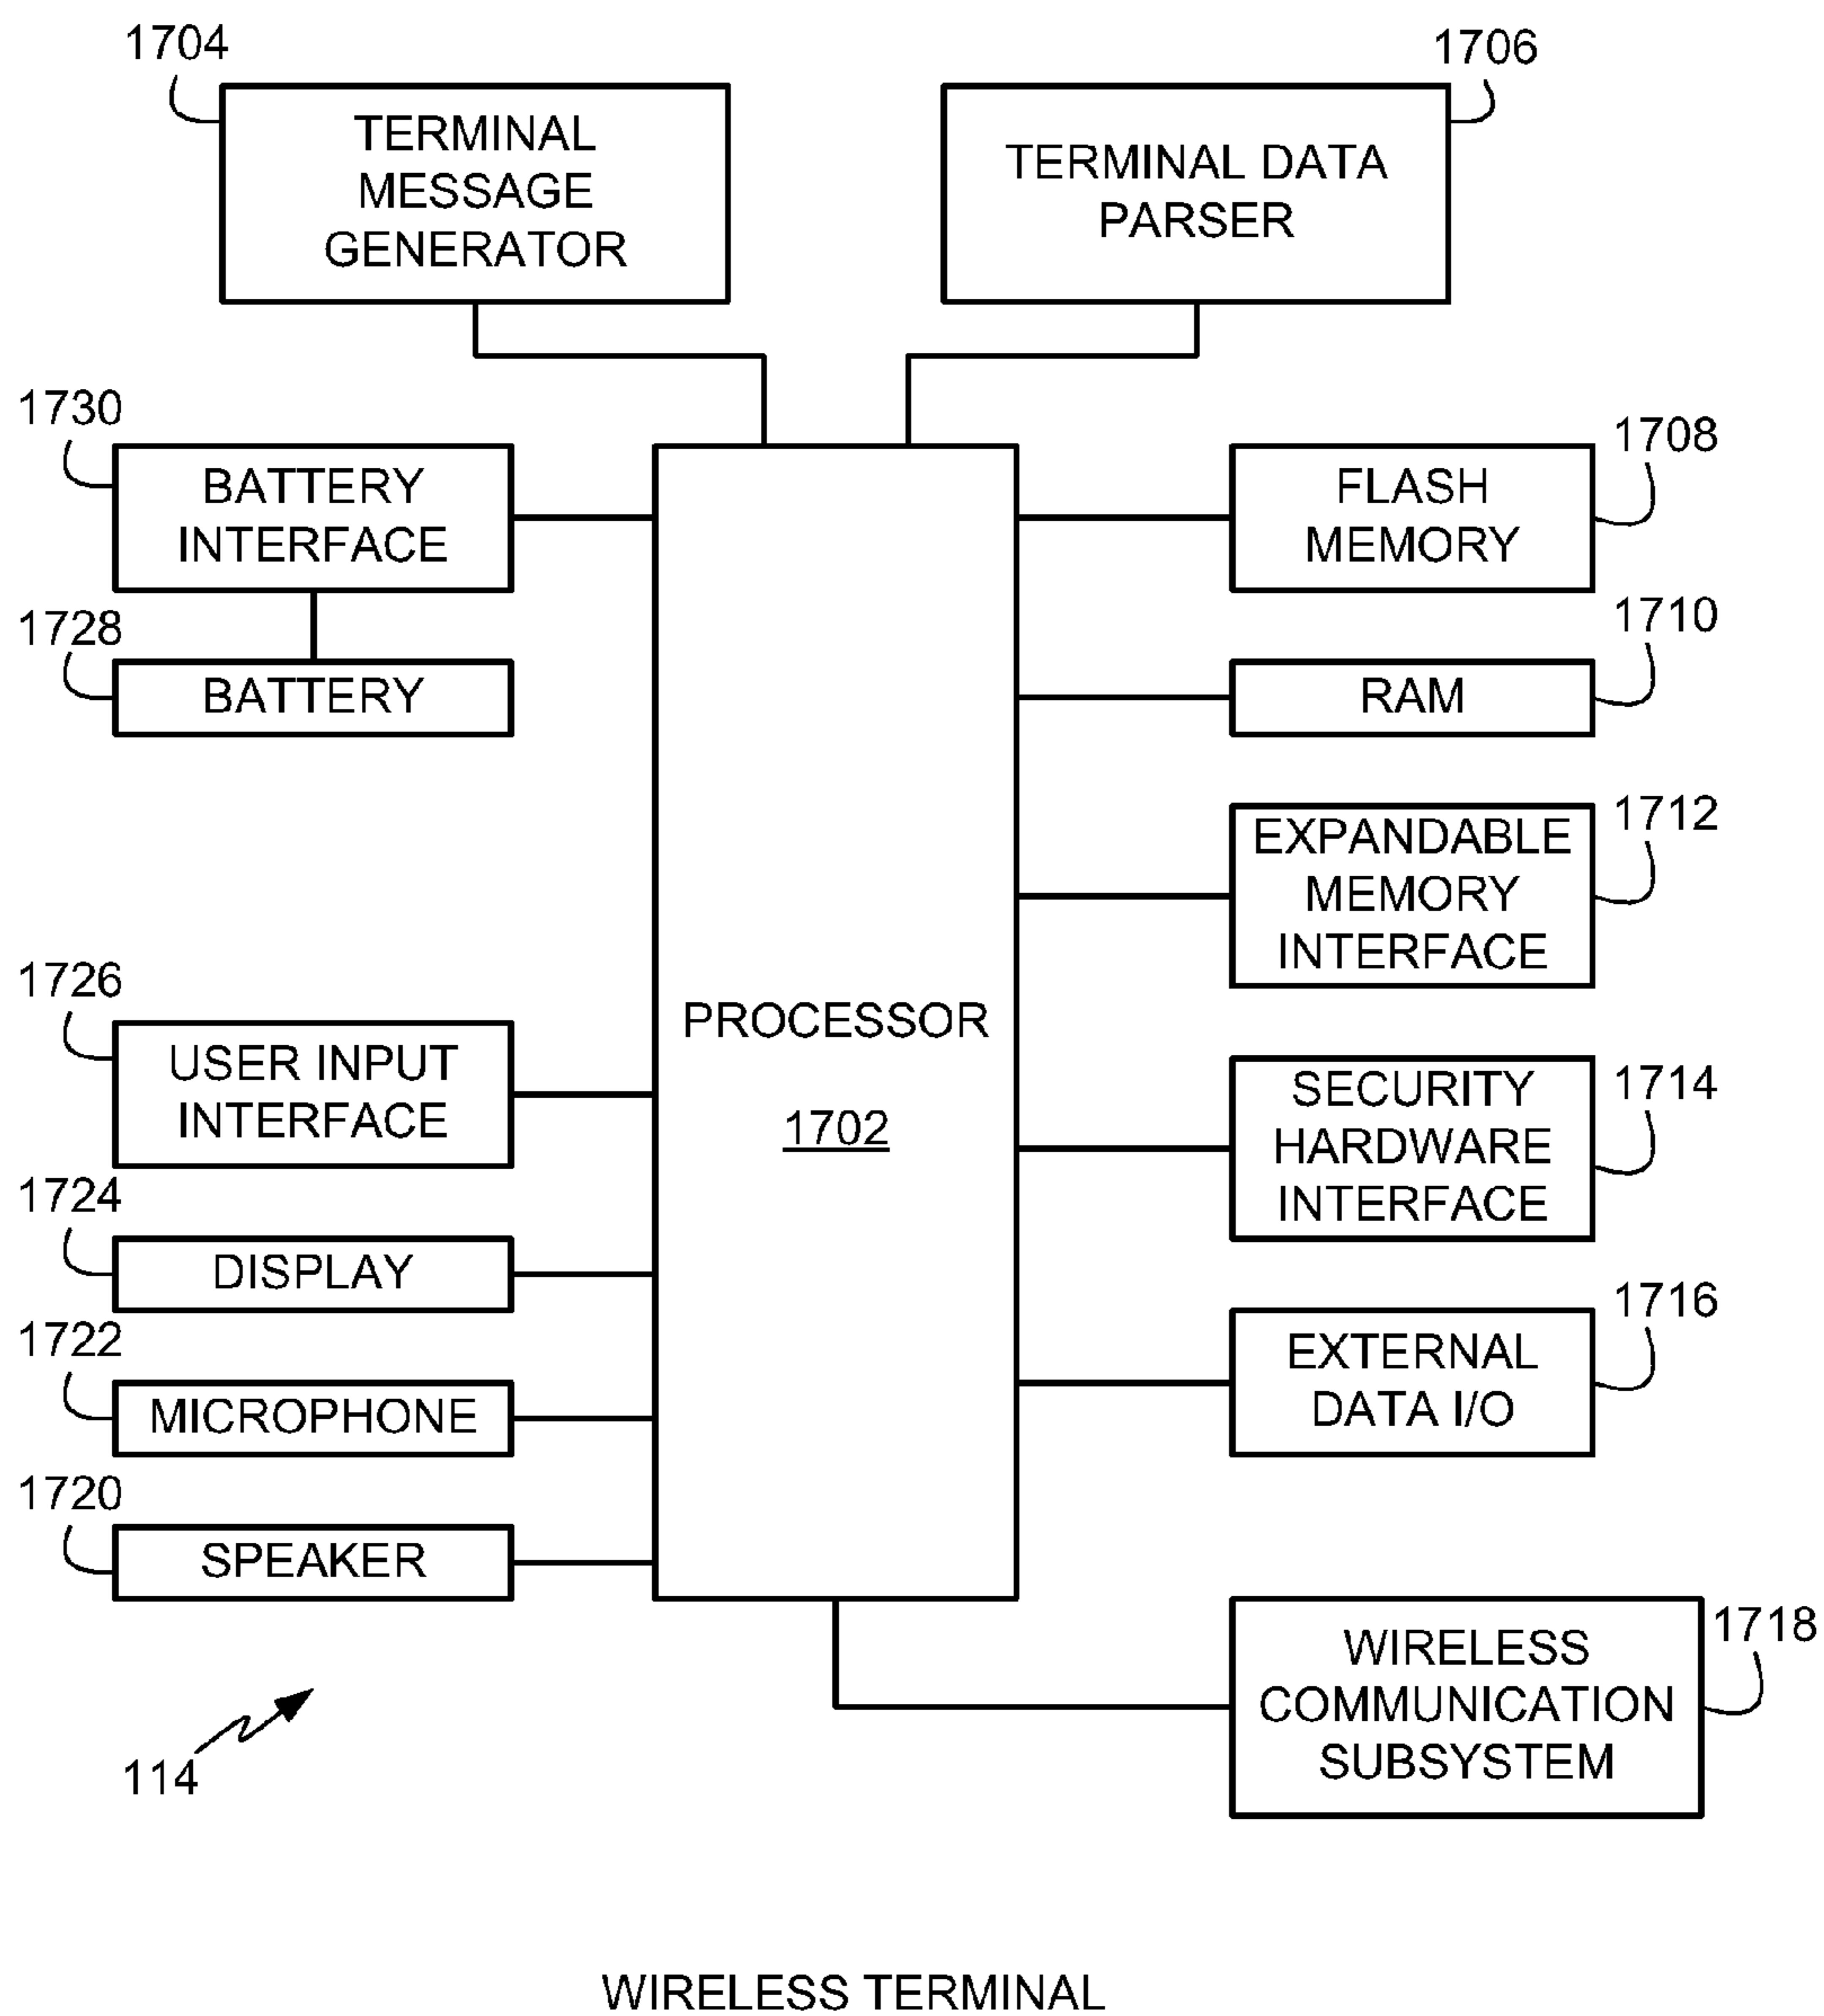 1704
1706
TERMINAL
MESSAGE
GENERATOR
TERMINAL DATA
PARSER
1730
BATTERY
INTERFACE
1708
FLASH
MEMORY
1728
BATTERY
1710
RAM
1712
EXPANDABLE
MEMORY
INTERFACE
PROCESSOR
1702
1726
USER INPUT
INTERFACE
1714
SECURITY
HARDWARE
INTERFACE
1724
DISPLAY
1716
EXTERNAL
DATA I/O
1722
MICROPHONE
1720
SPEAKER
1718
WIRELESS
COMMUNICATION
SUBSYSTEM
114
WIRELESS TERMINAL